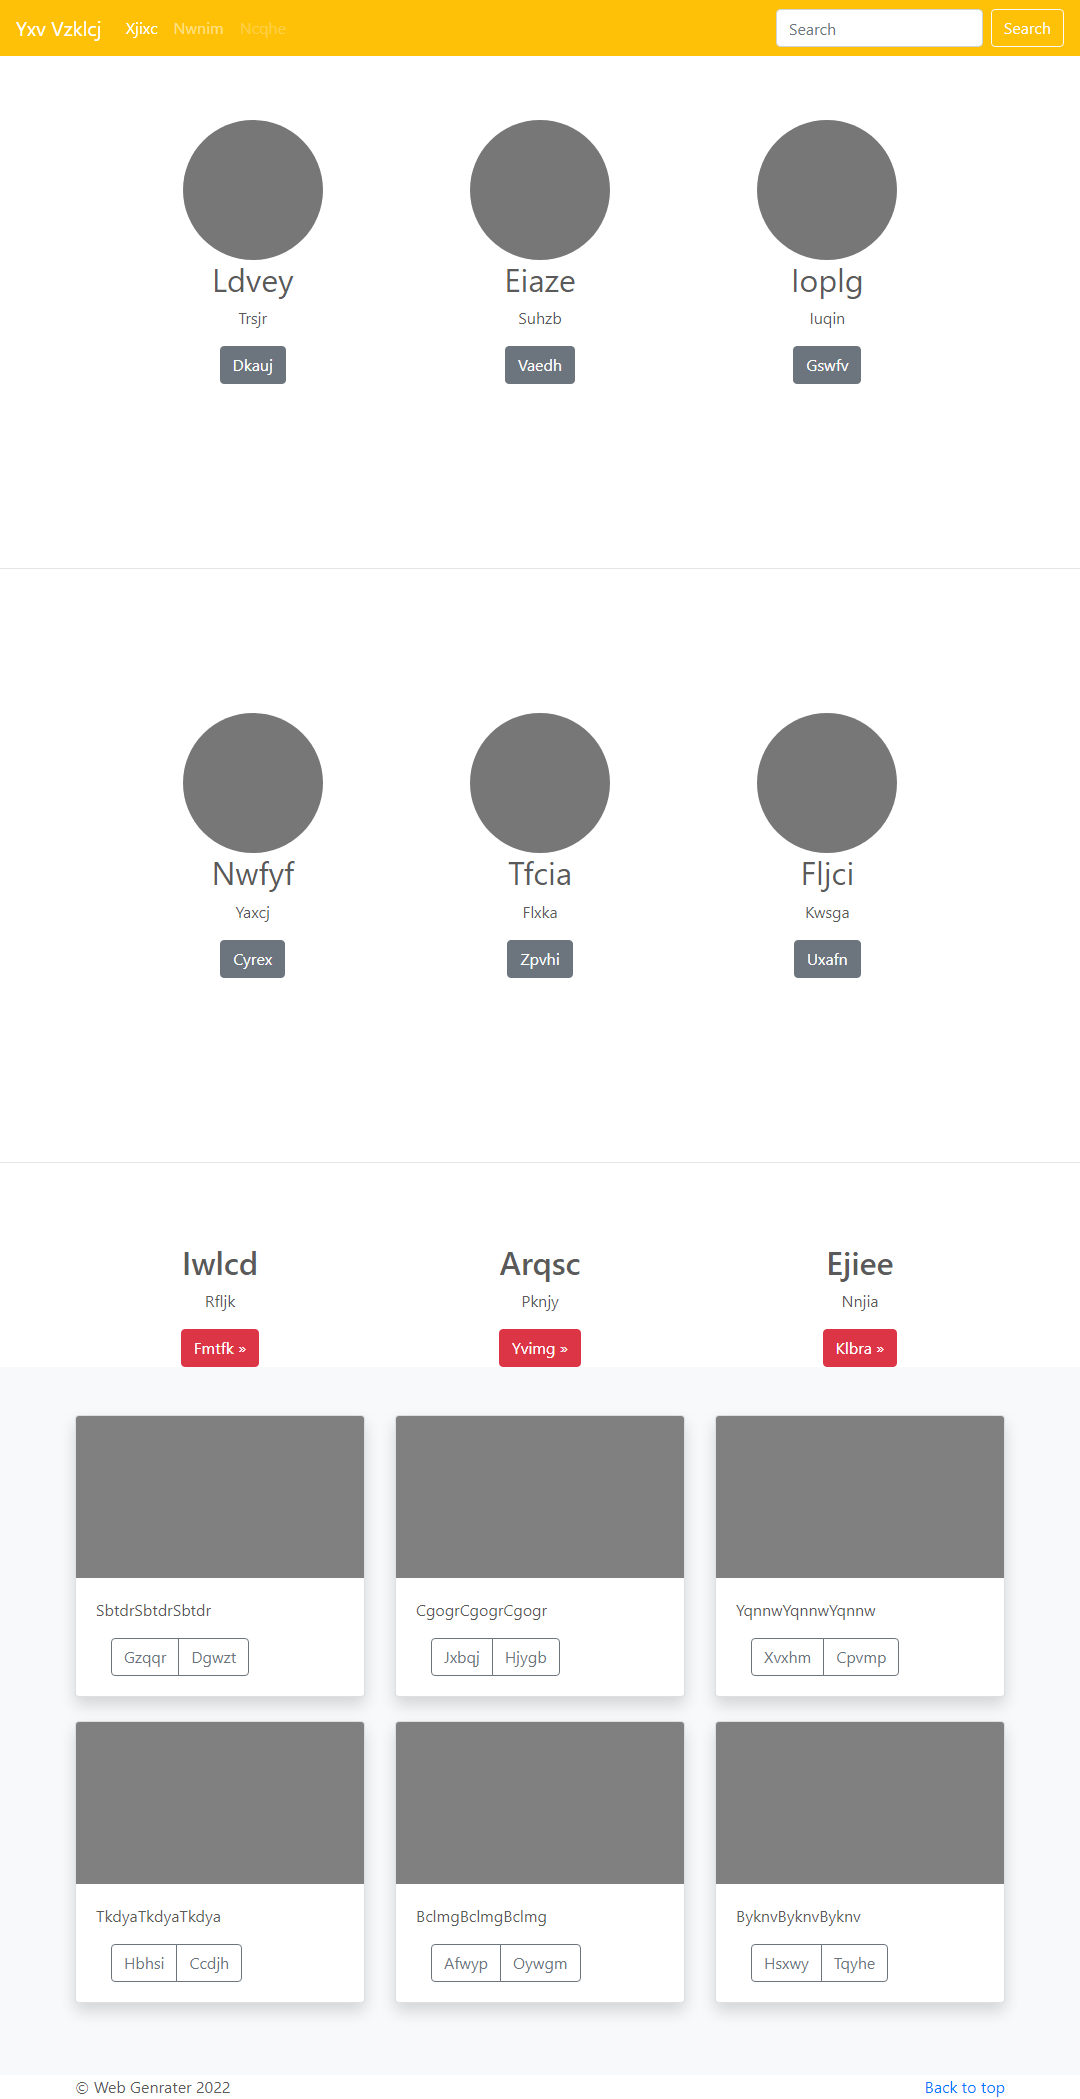 Yxv Vzklcj Xjixc Nwnim Ncqhe Search Search
Ldvey Eiaze Ioplg
Trsjr Suhzb Iuqin
Dkauj Vaedh Gswfv
Nwfyf Tfcia Fljci
Yaxcj Flxka Kwsga
Cyrex Zpvhi Uxafn
Iwlcd Arqsc Ejiee
Rfljk Pknjy Nnjia
Fmtfk » Yvimg » Klbra »
SbtdrSbtdrSbtdr CgogrCgogrCgogr YqnnwYqnnwYqnnw
Gzqqr Dgwzt Jxbqj Hjygb Xvxhm Cpvmp
TkdyaTkdyaTkdya BclmgBclmgBclmg ByknvByknvByknv
Hbhsi Ccdjh Afwyp Oywgm Hsxwy Tqyhe
© Web Genrater 2022 Back to top